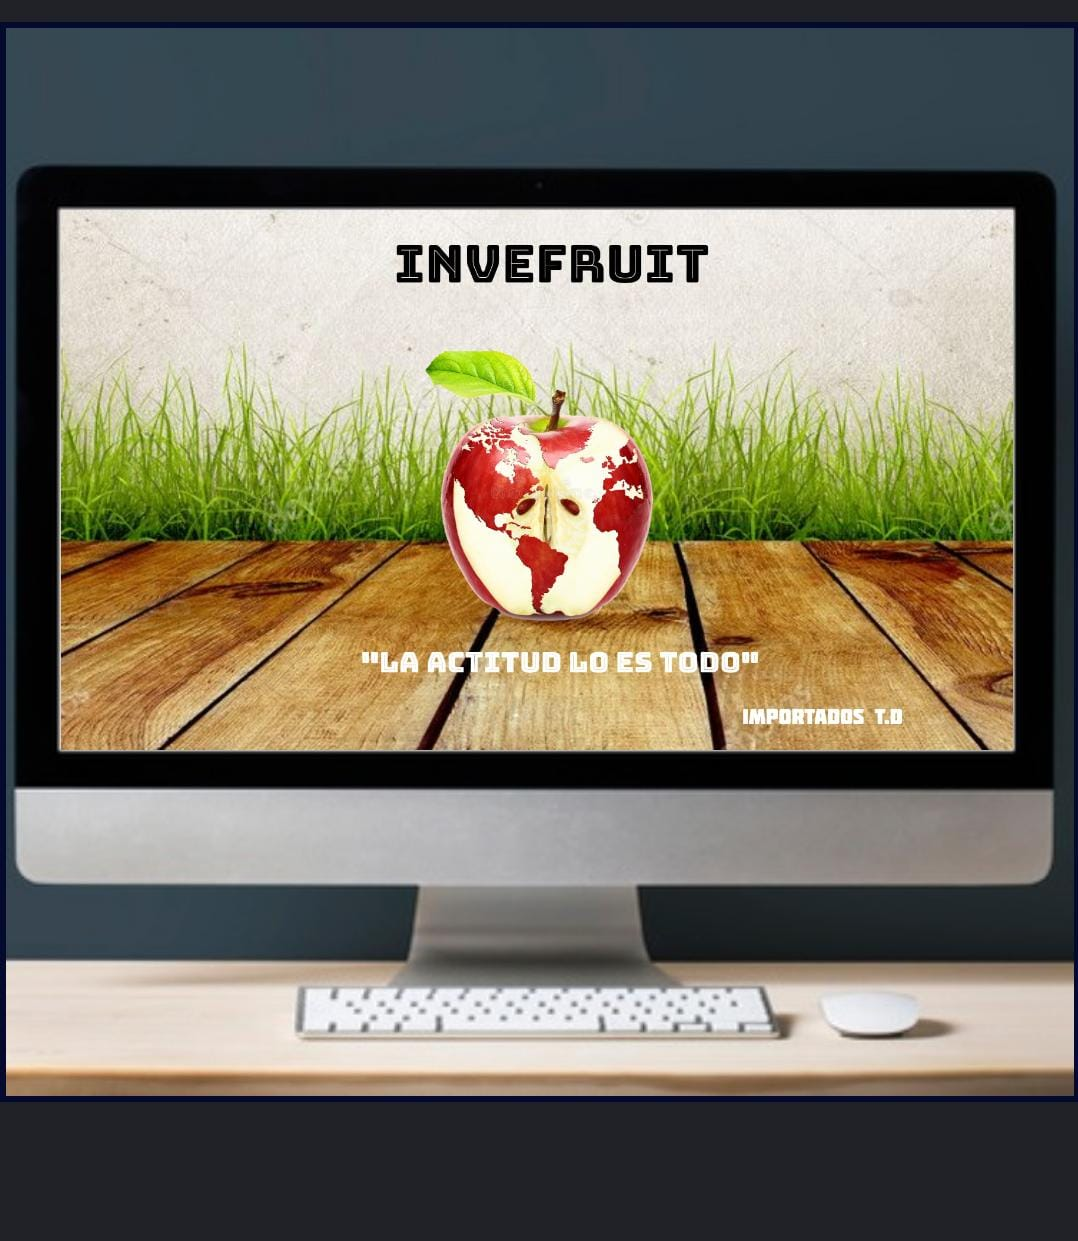 INVEFRUIT
"LA ACTITUD LO ES TODO"
IMPORTADOS T.D